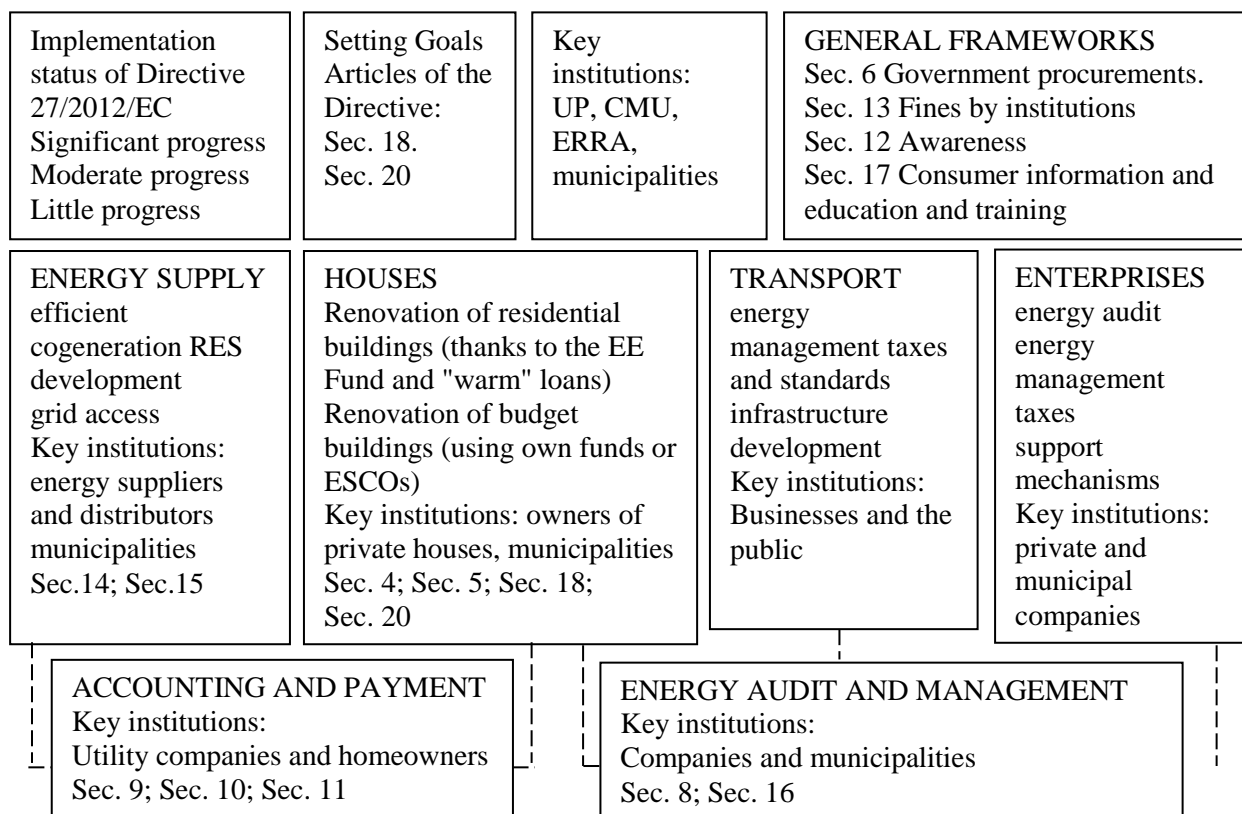 Implementation
status of Directive
27/2012/EC
Significant progress
Moderate progress
Little progress
Setting Goals
Articles of the
Directive:
Sec. 18.
Sec. 20
Key
institutions:
UP, CMU,
ERRA,
municipalities
GENERAL FRAMEWORKS
Sec. 6 Government procurements.
Sec. 13 Fines by institutions
Sec. 12 Awareness
Sec. 17 Consumer information and
education and training
ENERGY SUPPLY
efficient
cogeneration RES
development
grid access
Key institutions:
energy suppliers
and distributors
municipalities
Sec.14; Sec.15
HOUSES
Renovation of residential
buildings (thanks to the EE
Fund and "warm" loans)
Renovation of budget
buildings (using own funds or
ESCOs)
Key institutions: owners of
private houses, municipalities
Sec. 4; Sec. 5; Sec. 18;
Sec. 20
TRANSPORT
energy
management taxes
and standards
infrastructure
development
Key institutions:
Businesses and the
public
ENTERPRISES
energy audit
energy
management
taxes
support
mechanisms
Key institutions:
private and
municipal
companies
ACCOUNTING AND PAYMENT
Key institutions:
Utility companies and homeowners
Sec. 9; Sec. 10; Sec. 11
ENERGY AUDIT AND MANAGEMENT
Key institutions:
Companies and municipalities
Sec. 8; Sec. 16